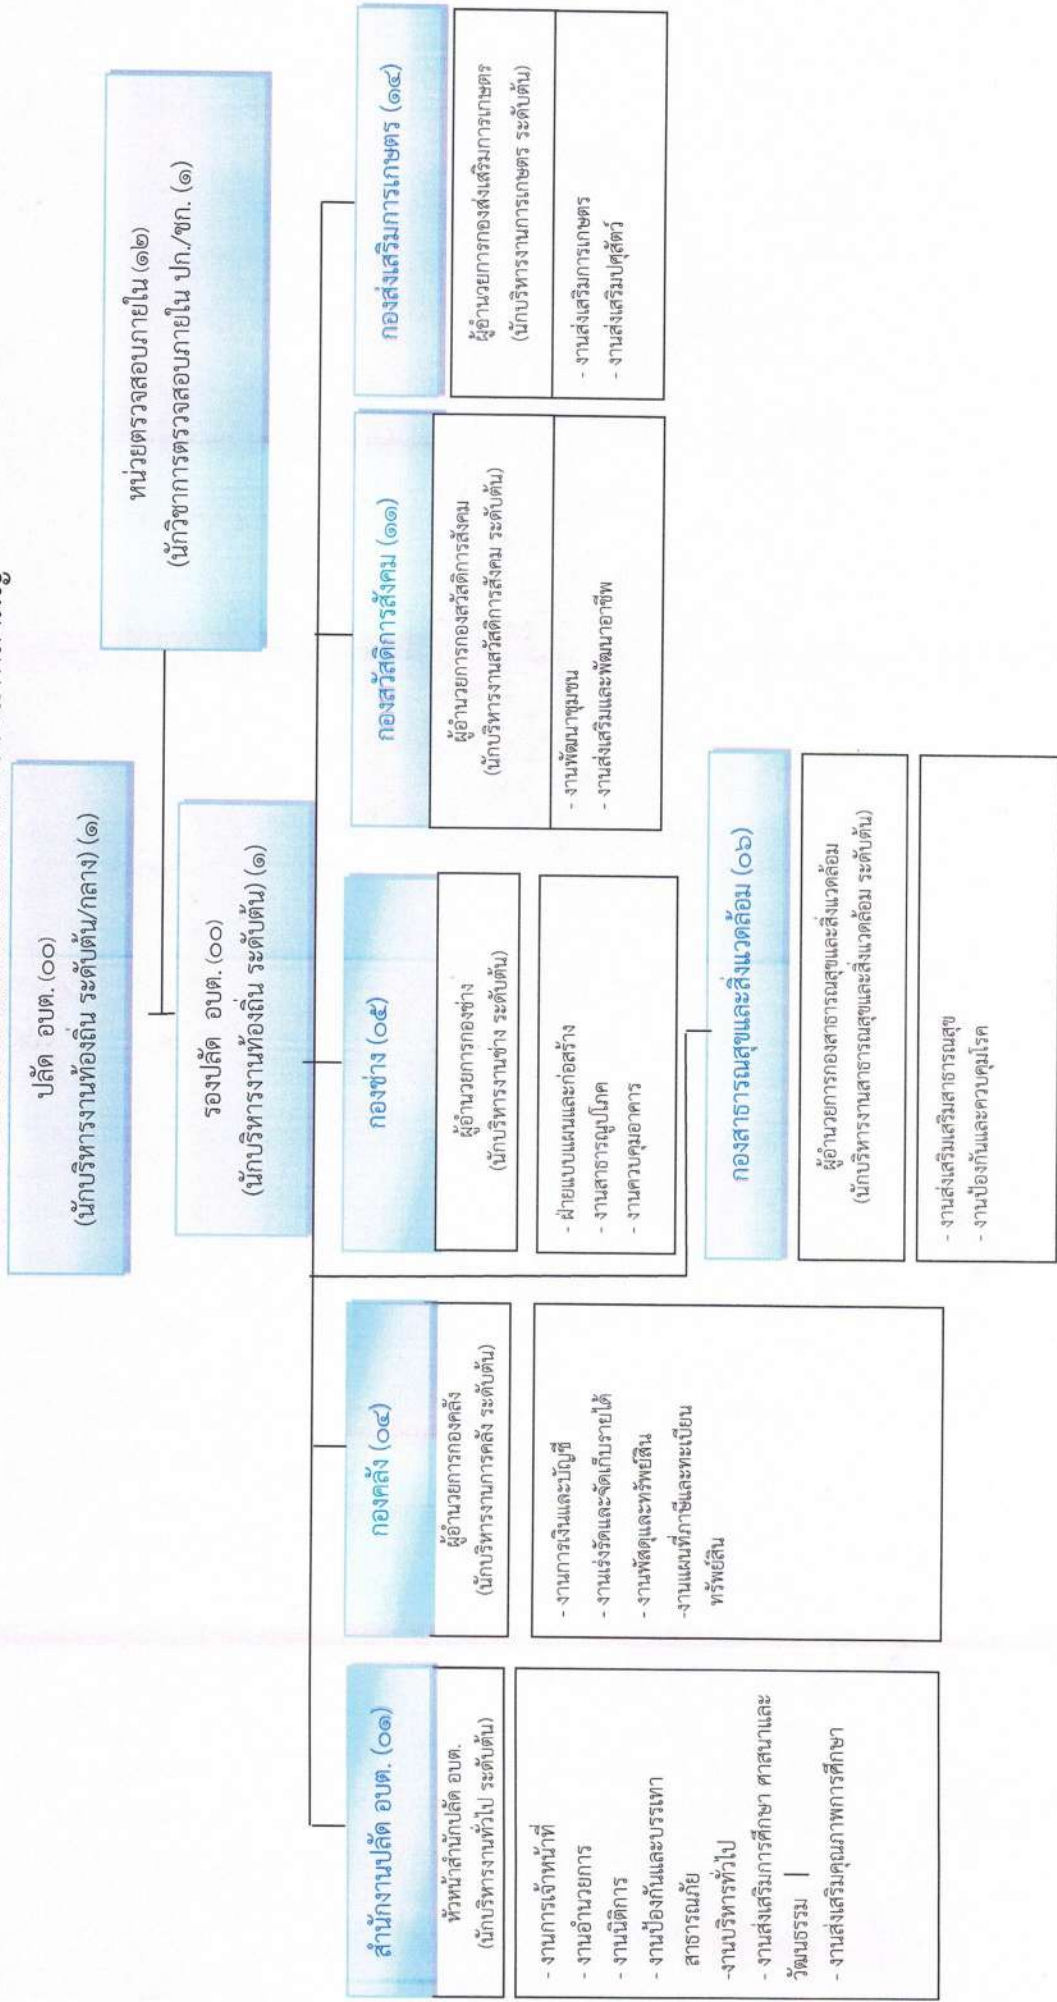 ปลัด อบต. (๐๐)
(นักบริหารงานท้องถิ่น ระดับต้น/กลาง) (๑)
หน่วยตรวจสอบภายใน (๑๒)
(นักวิชาการตรวจสอบภายใน ปก./ชก. (๑)
รองปลัด อบต. (๐๐)
(นักบริหารงานท้องถิ่น ระดับต้น) (๑)
สำนักงานปลัด อบต. (๐๑)
หัวหน้าสำนักปลัด อบต.
(นักบริหารงานทั่วไป ระดับต้น)
- งานการเจ้าหน้าที่
- งานอำนวยการ
- งานนิติการ
- งานป้องกันและบรรเทา
สาธารณภัย
-งานบริหารทั่วไป
- งานส่งเสริมการศึกษา ศาสนาและ
วัฒนธรรม
- งานส่งเสริมคุณภาพการศึกษา
กองคลัง (๐๔)
ผู้อำนวยการกองคลัง
(นักบริหารงานการคลัง ระดับต้น)
- งานการเงินและบัญชี
- งานเร่งรัดและจัดเก็บรายได้
- งานพัสดุและทรัพย์สิน
-งานแผนที่ภาษีและทะเบียน
ทรัพย์สิน
กองช่าง (๐๕)
ผู้อำนวยการกองช่าง
(นักบริหารงานช่าง ระดับต้น)
- ฝ่ายแบบแผนและก่อสร้าง
- งานสาธารณูปโภค
- งานควบคุมอาคาร
กองสวัสดิการสังคม (๑๑)
ผู้อำนวยการกองสวัสดิการสังคม
(นักบริหารงานสวัสดิการสังคม ระดับต้น)
- งานพัฒนาชุมชน
- งานส่งเสริมและพัฒนาอาชีพ
กองส่งเสริมการเกษตร (๑๔)
ผู้อำนวยการกองส่งเสริมการเกษตร
(นักบริหารงานการเกษตร ระดับต้น)
- งานส่งเสริมการเกษตร
- งานส่งเสริมปศุสัตว์
กองสาธารณสุขและสิ่งแวดล้อม (๐๖)
ผู้อำนวยการกองสาธารณสุขและสิ่งแวดล้อม
(นักบริหารงานสาธารณสุขและสิ่งแวดล้อม ระดับต้น)
- งานส่งเสริมเสริมสาธารณสุข
- งานป้องกันและควบคุมโรค